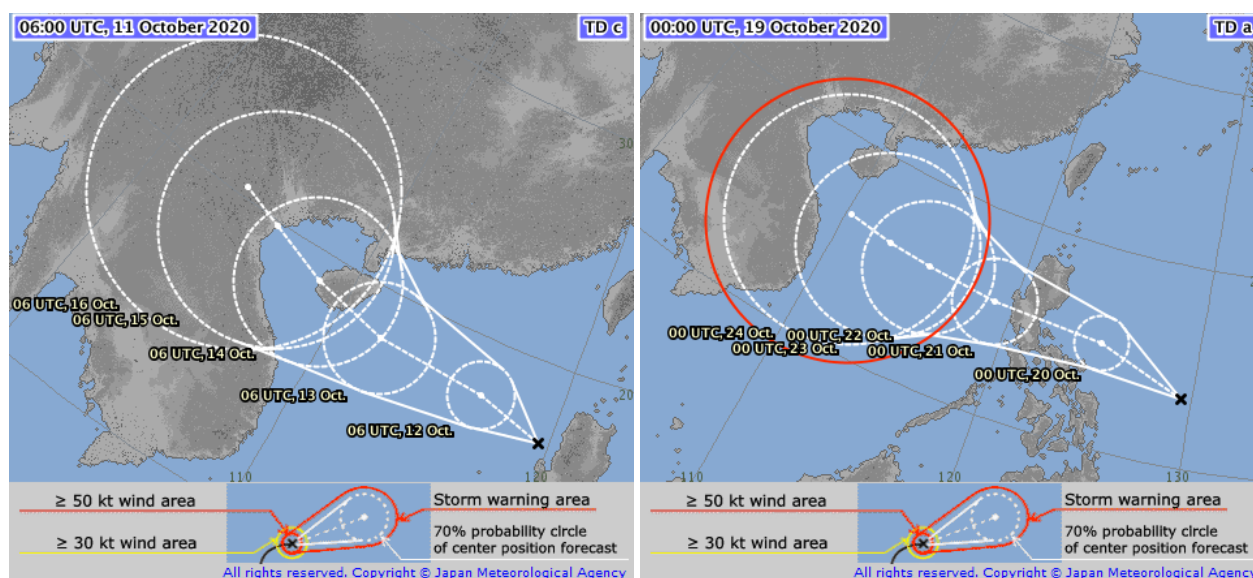 06:00 UTC, 11 October 2020
TD c
30
06 UTC, 16 Oct.
06 UTC, 15 Oct.
06 UTC, 14 Oct.
06 UTC, 13 Oct.
20
06 UTC, 12 Oct.
110
120
≥ 50 kt wind area
Storm warning area
≥ 30 kt wind area
70% probability circle
of center position forecast
All rights reserved. Copyright © Japan Meteorological Agency
00:00 UTC, 19 October 2020
TD a
00 UTC, 24 Oct.
00 UTC, 22 Oct.
00 UTC, 23 Oct.
00 UTC, 21 Oct.
00 UTC, 20 Oct.
110
120
130
≥ 50 kt wind area
Storm warning area
≥ 30 kt wind area
70% probability circle
of center position forecast
All rights reserved. Copyright © Japan Meteorological Agency